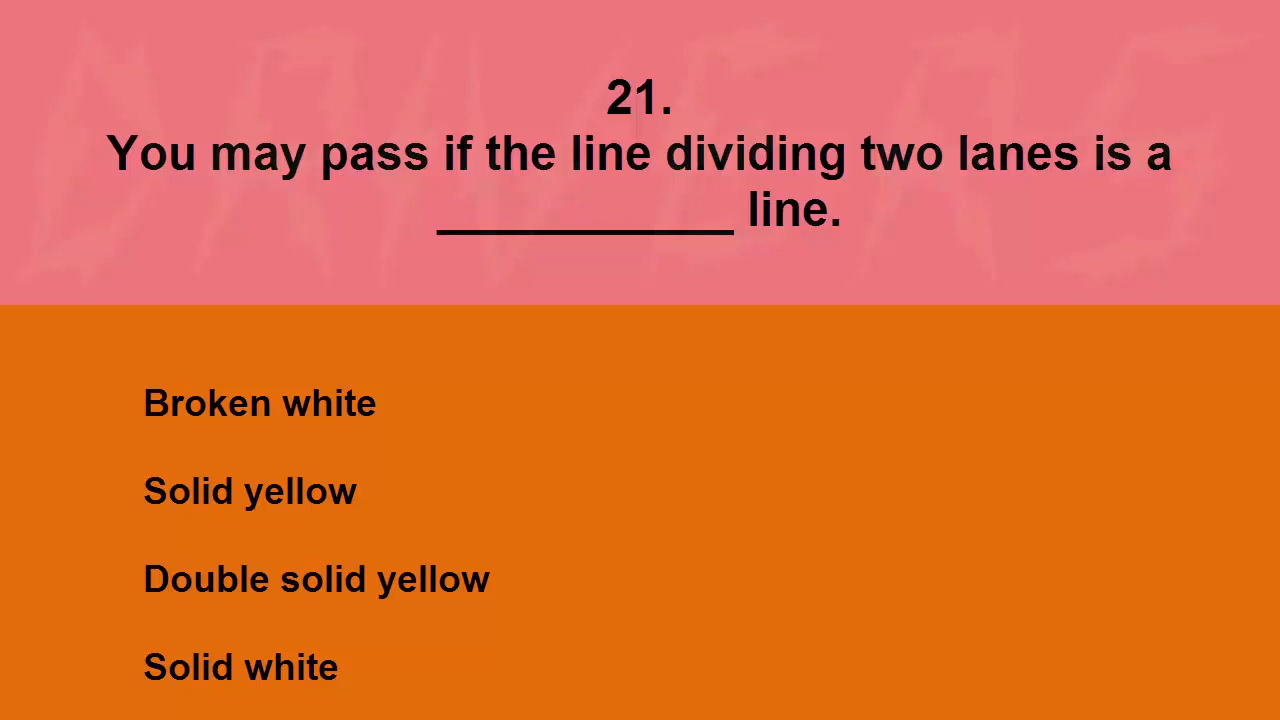 21.
You may pass if the line dividing two lanes is a
___________ line.
Broken white
Solid yellow
Double solid yellow
Solid white